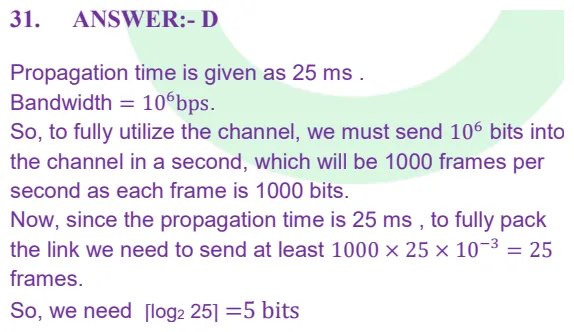 31. ANSWER:- D
Propagation time is given as 25 ms .
Bandwidth = 10⁶bps.
So, to fully utilize the channel, we must send 10⁶ bits into
the channel in a second, which will be 1000 frames per
second as each frame is 1000 bits.
Now, since the propagation time is 25 ms , to fully pack
the link we need to send at least 1000 × 25 × 10⁻³ = 25
frames.
So, we need ⌈log₂ 25⌉ =5 bits